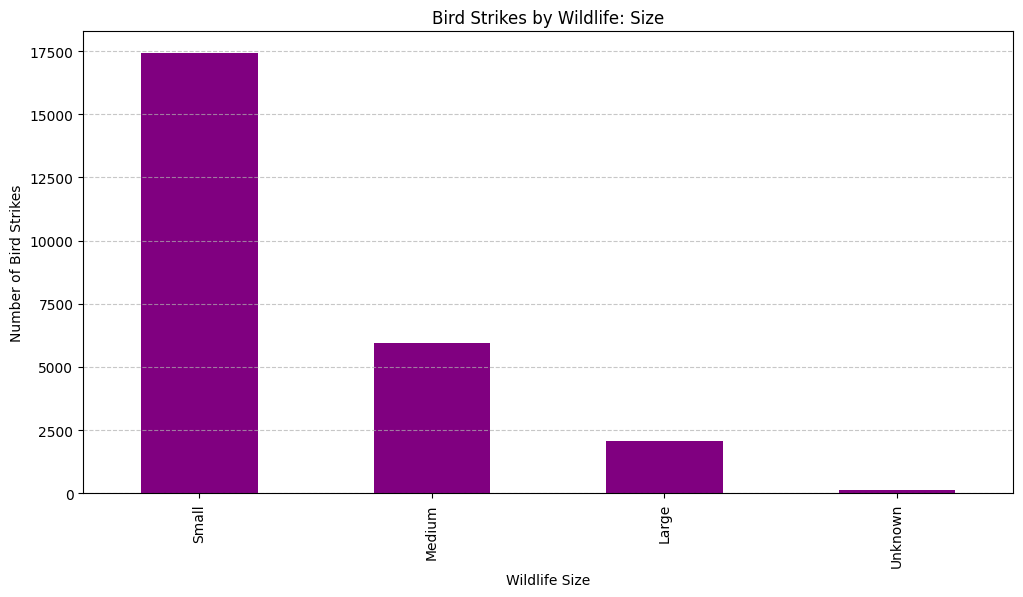 Bird Strikes by Wildlife: Size
Number of Bird Strikes
17500
15000
12500
10000
7500
5000
2500
0
Small
Medium
Large
Unknown
Wildlife Size